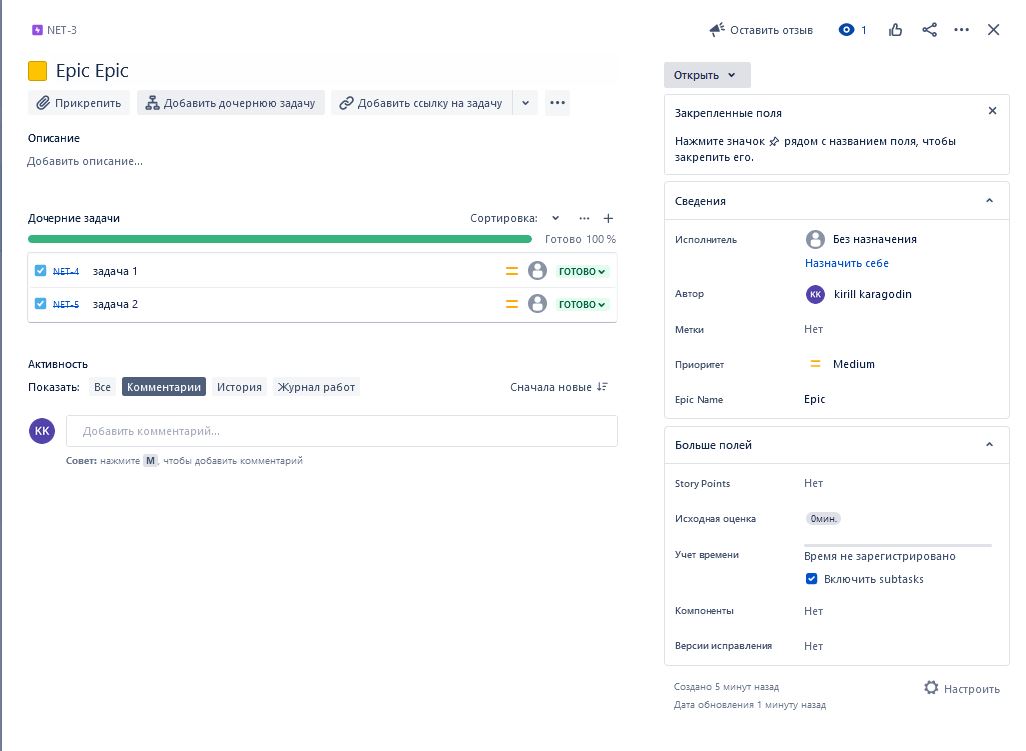 NET-3
Оставить отзыв
1
Epic Epic
Прикрепить
Добавить дочернюю задачу
Добавить ссылку на задачу
Описание
Добавить описание...
Дочерние задачи
Сортировка:
Готово 100 %
NET-4 задача 1 ГОТОВО
NET-5 задача 2 ГОТОВО
Активность
Показать: Все Комментарии История Журнал работ Сначала новые
KK Добавить комментарий...
Совет: нажмите M, чтобы добавить комментарий
Открыть
Закрепленные поля
Нажмите значок рядом с названием поля, чтобы
закрепить его.
Сведения
Исполнитель Без назначения
Назначить себе
Автор KK kirill karagodin
Метки Нет
Приоритет Medium
Epic Name Epic
Больше полей
Story Points Нет
Исходная оценка 0мин.
Учет времени Время не зарегистрировано
Включить subtasks
Компоненты Нет
Версии исправления Нет
Создано 5 минут назад
Дата обновления 1 минуту назад
Настроить